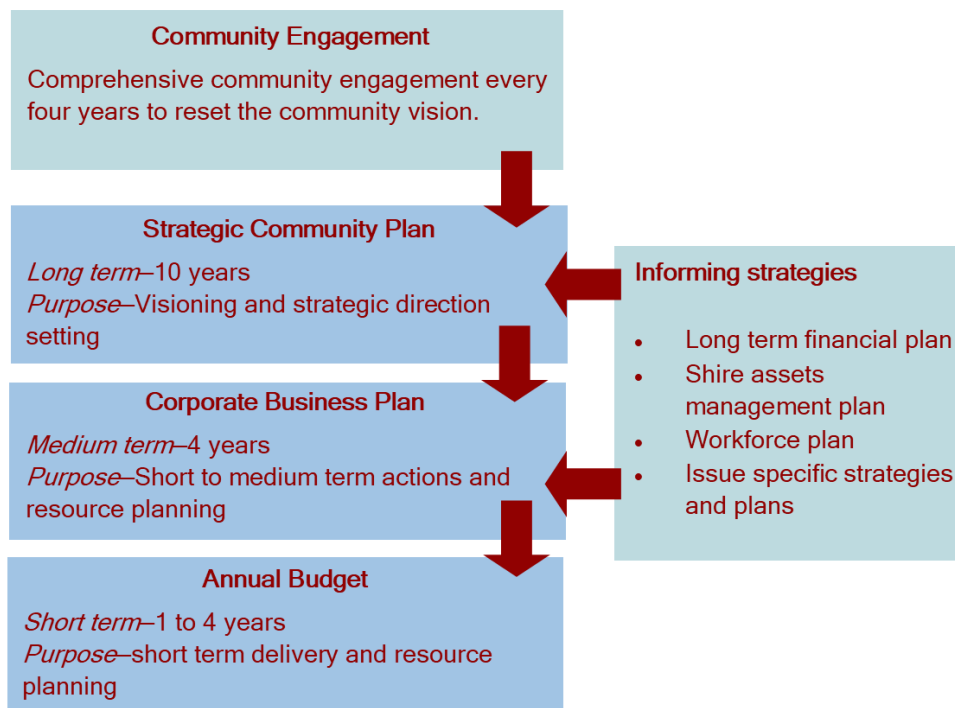 Community Engagement
Comprehensive community engagement every
four years to reset the community vision.
Strategic Community Plan
Long term–10 years
Purpose–Visioning and strategic direction
setting
Corporate Business Plan
Medium term–4 years
Purpose–Short to medium term actions and
resource planning
Annual Budget
Short term–1 to 4 years
Purpose–short term delivery and resource
planning
Informing strategies
• Long term financial plan
• Shire assets
management plan
• Workforce plan
• Issue specific strategies
and plans